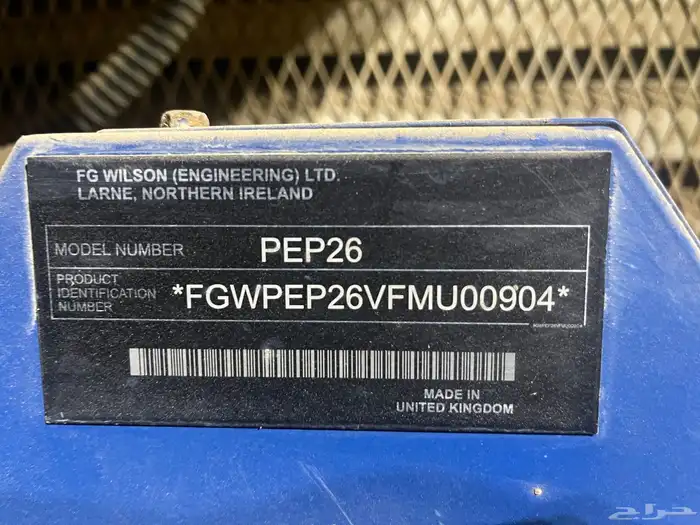 FG WILSON (ENGINEERING) LTD.
LARNE, NORTHERN IRELAND
MODEL NUMBER PEP26
PRODUCT
IDENTIFICATION
NUMBER
*FGWPEP26VFMU00904*
MADE IN
UNITED KINGDOM
حراج